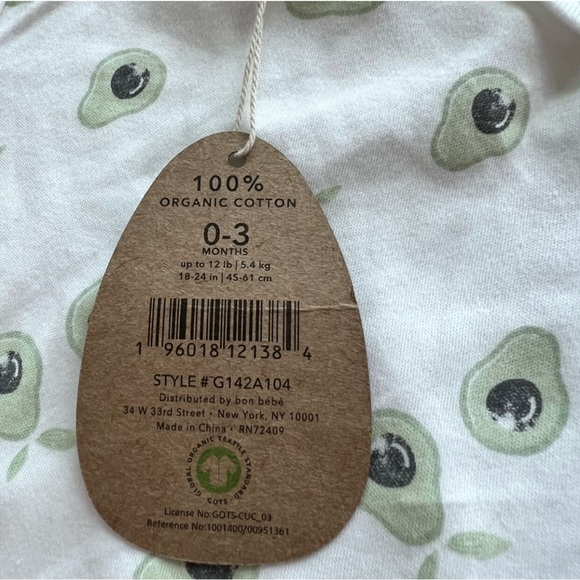 100%
ORGANIC COTTON
0-3
MONTHS
up to 12 lb | 5.4 kg
18-24 in | 45-61 cm
1 96018 12138 4
STYLE # G142A104
Distributed by bon bébé
34 W 33rd Street • New York, NY 10001
Made in China • RN72409
GLOBAL ORGANIC TEXTILE STANDARD
GOTS
License No:GOTS-CUC_03
Reference No:1001400/00951361